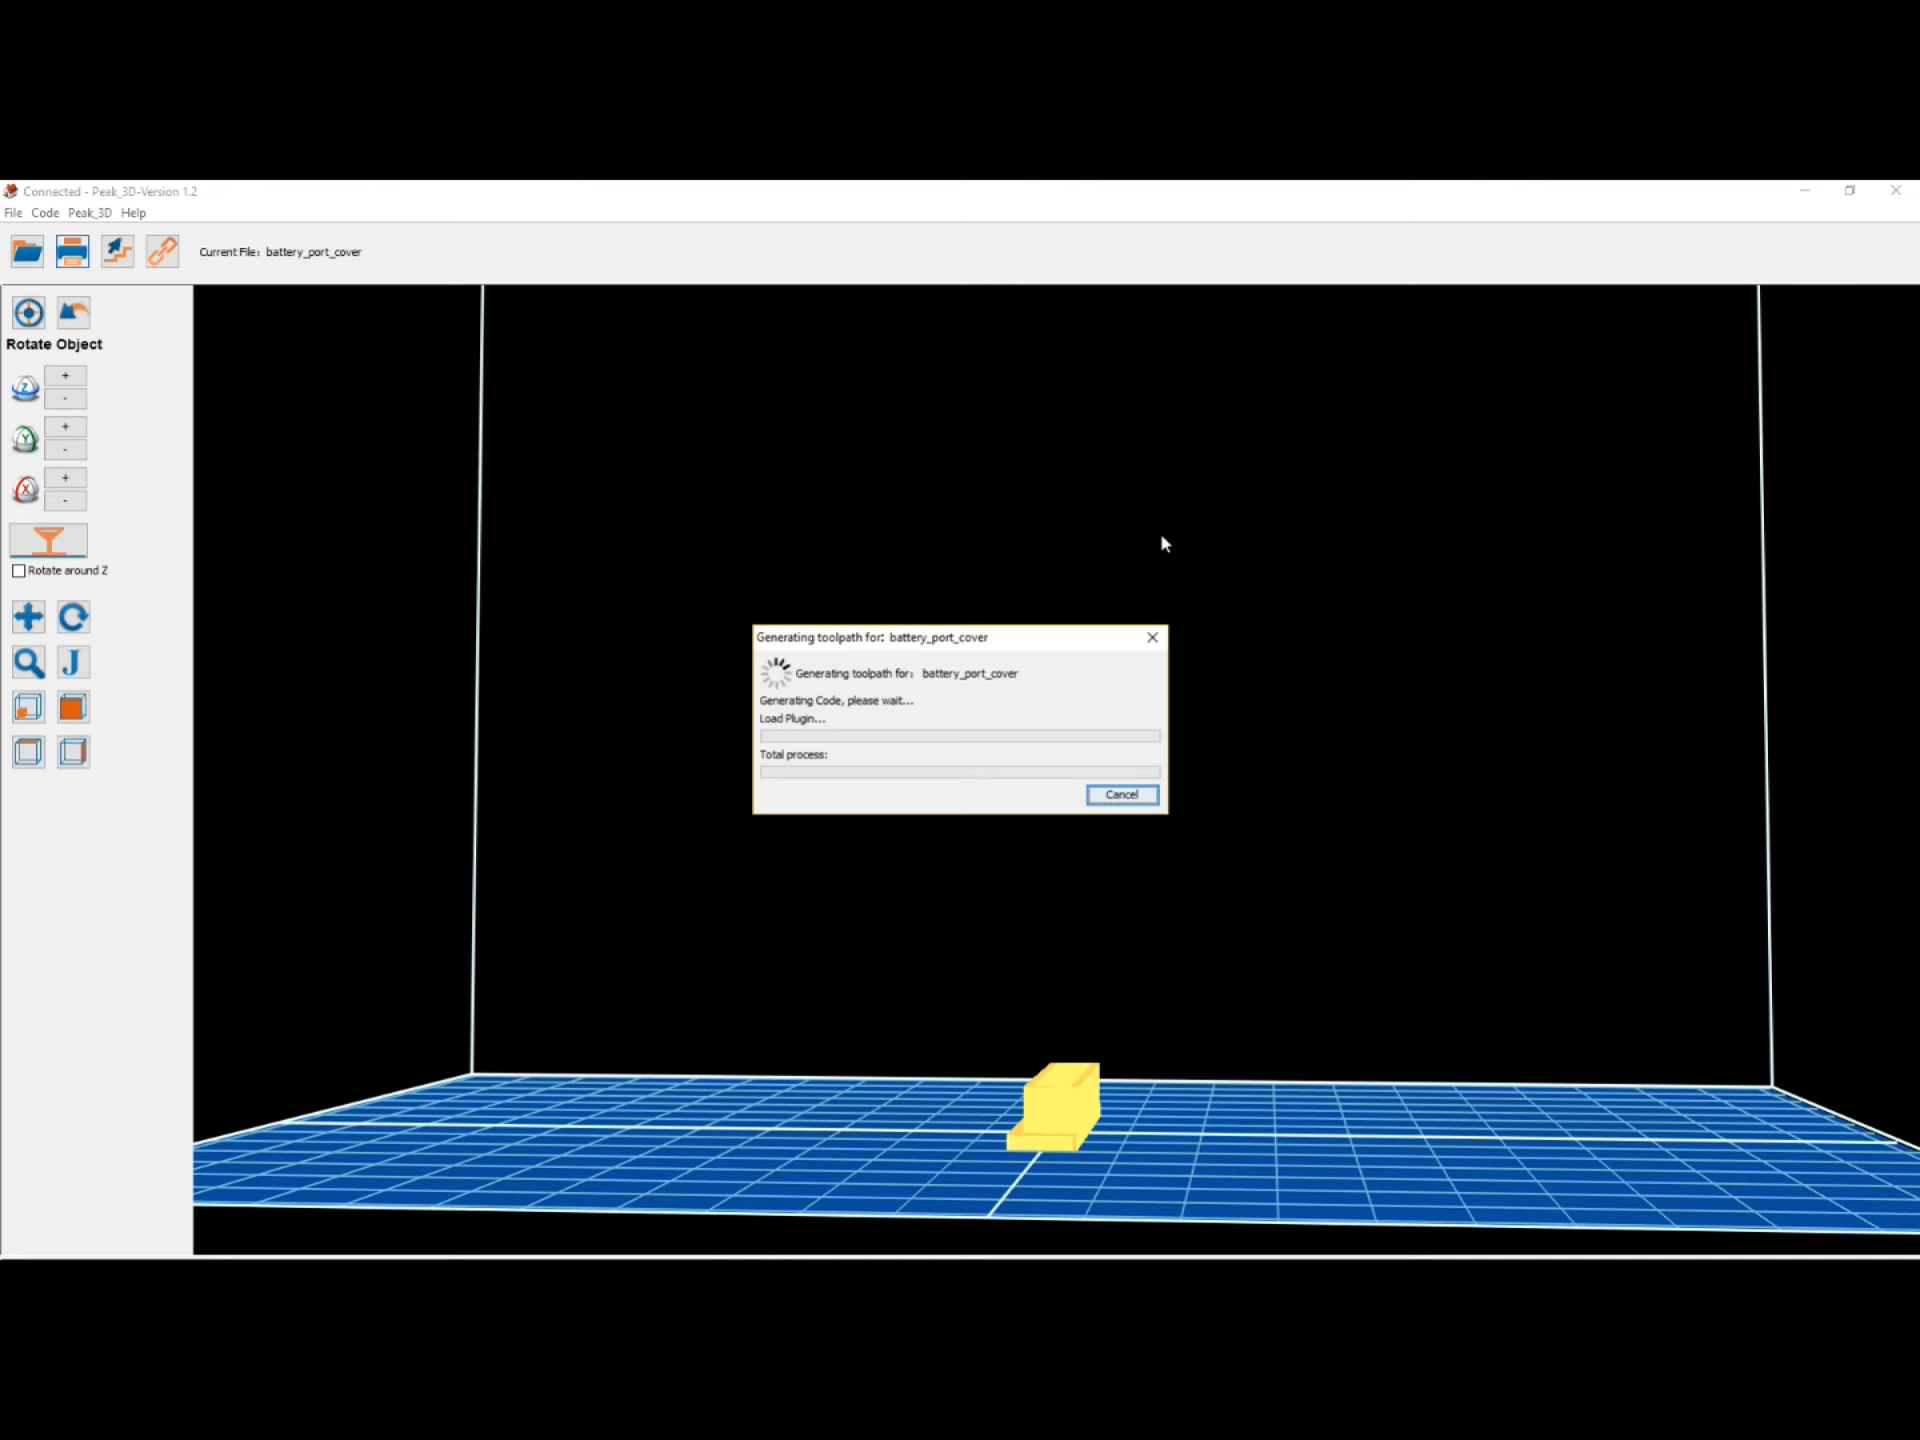 Connected - Peak_3D-Version 1.2
File Code Peak_3D Help
Current File: battery_port_cover
Rotate Object
Z
+
-
Y
+
-
X
+
-
Rotate around Z
J
Generating toolpath for: battery_port_cover
Generating toolpath for: battery_port_cover
Generating Code, please wait...
Load Plugin...
Total process:
Cancel